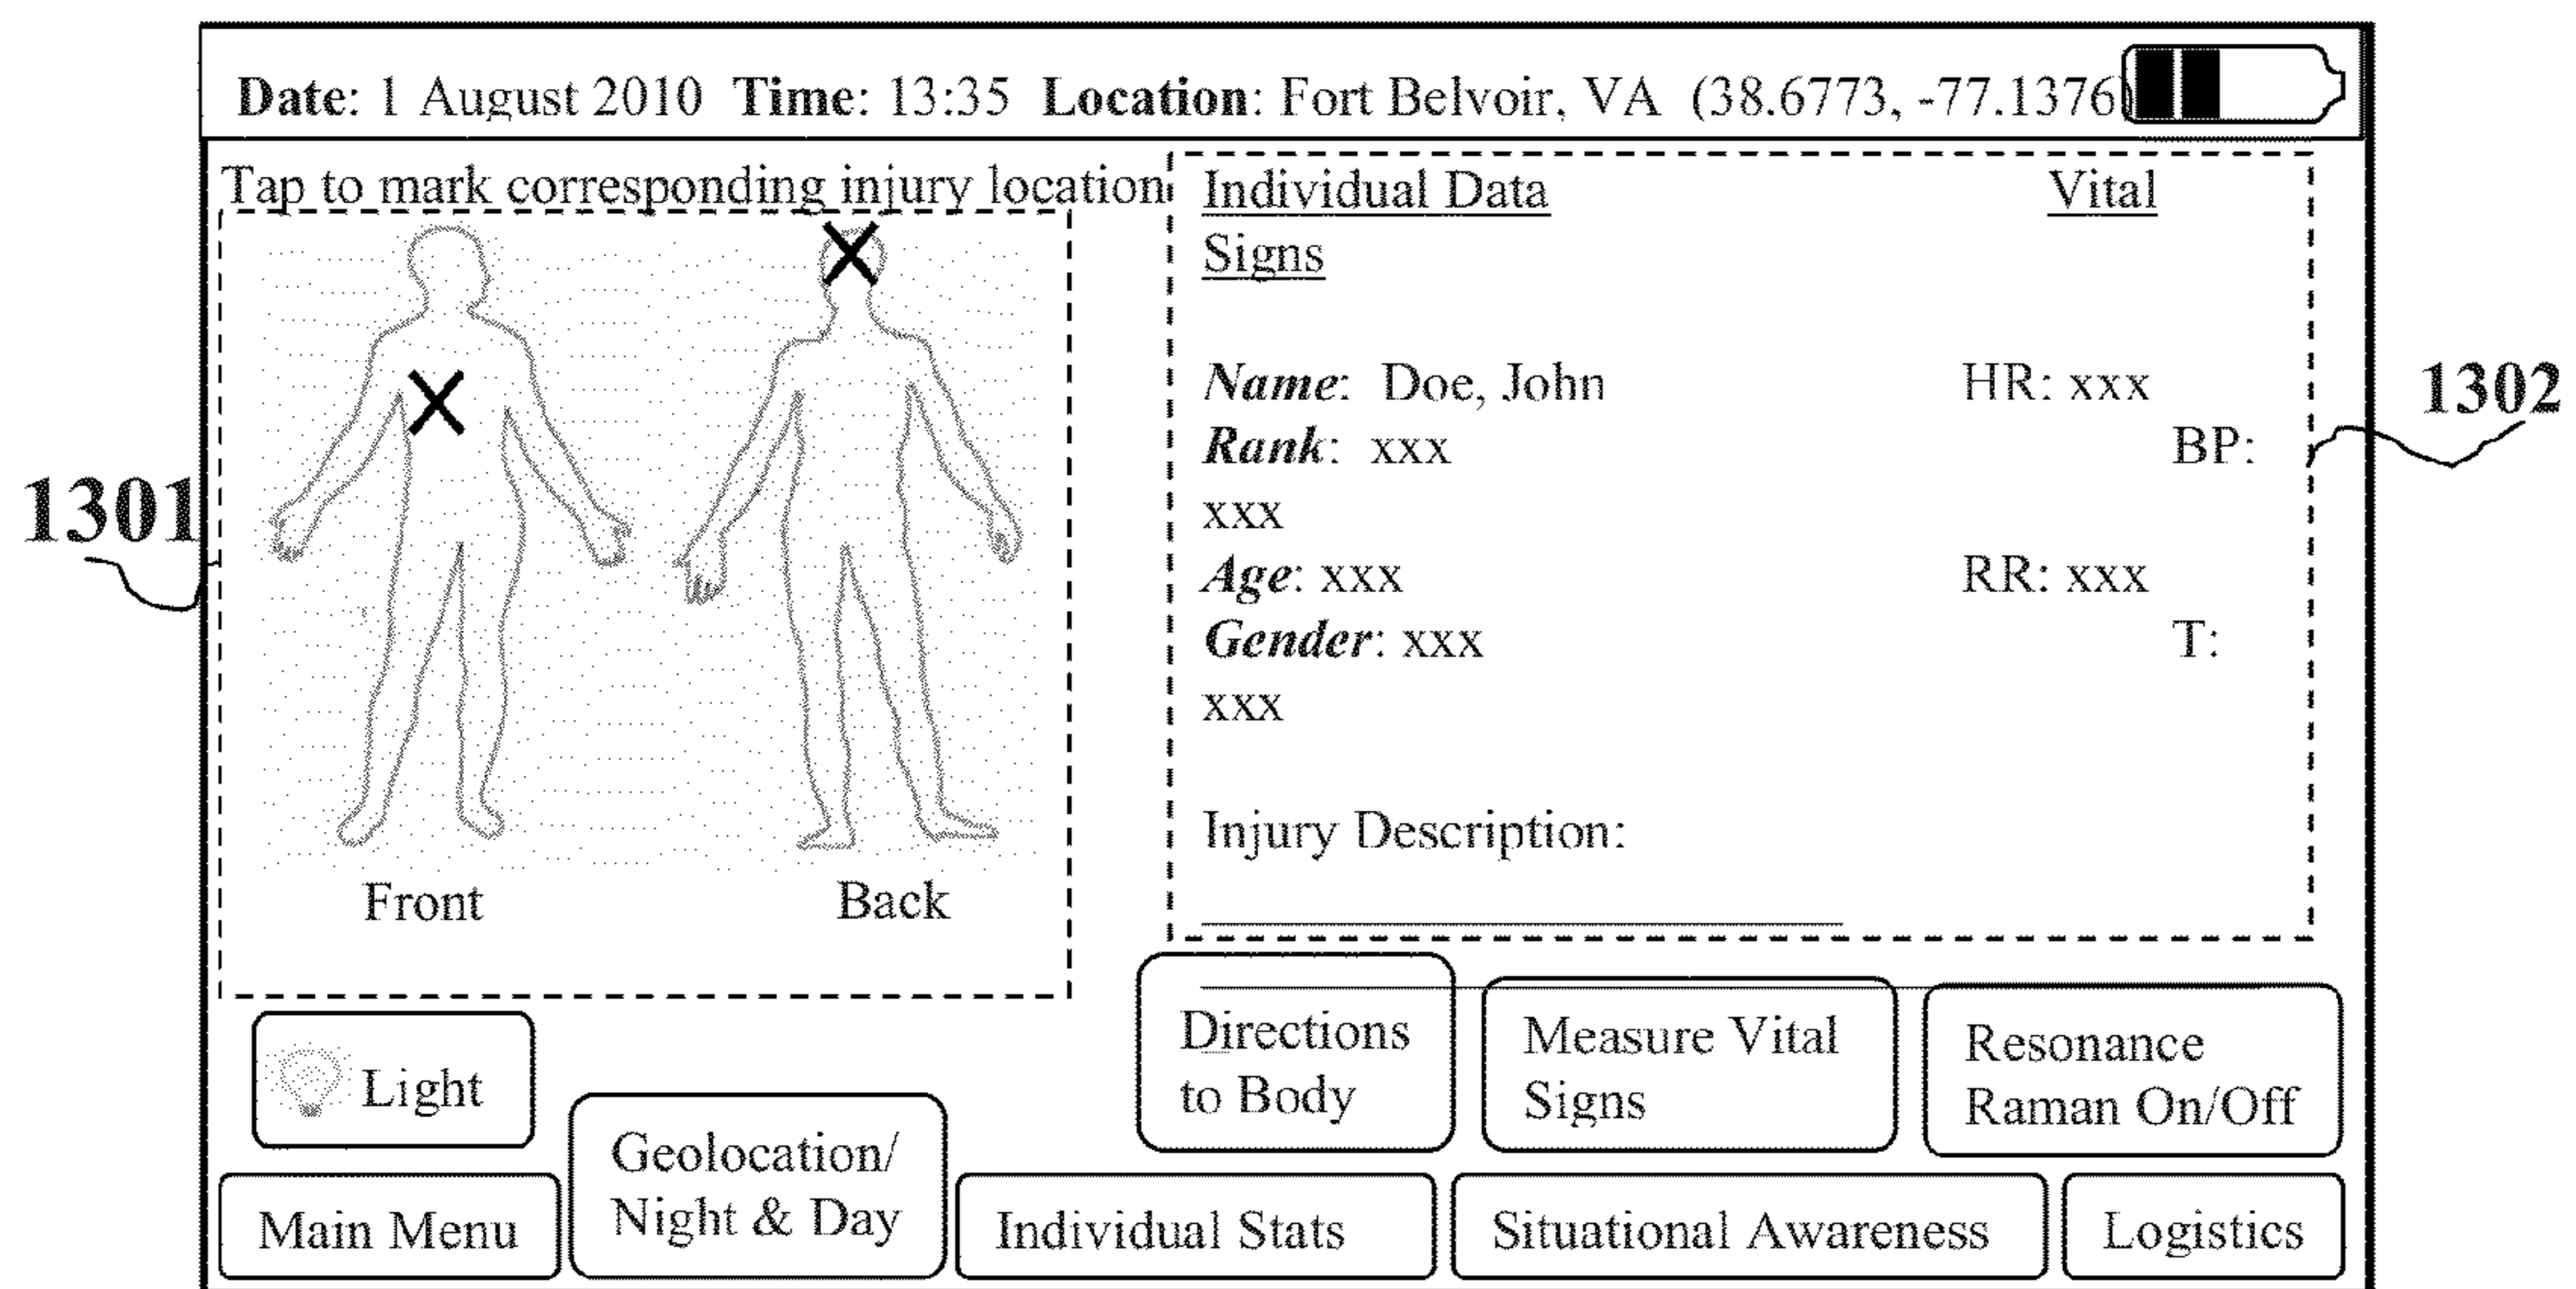 Date: 1 August 2010 Time: 13:35 Location: Fort Belvoir, VA (38.6773, -77.1376)
Tap to mark corresponding injury location
1301
Front Back
Individual Data Vital
Signs
Name: Doe, John HR: xxx
Rank: xxx BP:
xxx
Age: xxx RR: xxx
Gender: xxx T:
xxx
Injury Description:
1302
Light
Directions
to Body
Measure Vital
Signs
Resonance
Raman On/Off
Main Menu
Geolocation/
Night & Day
Individual Stats
Situational Awareness
Logistics